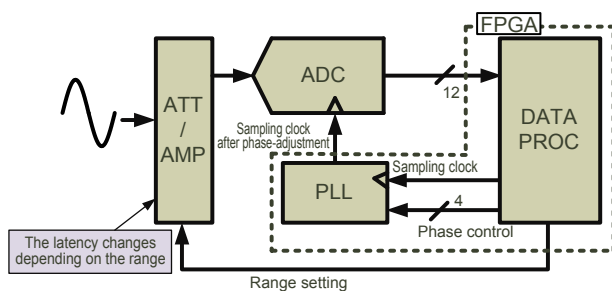 FPGA
ATT
/
AMP
ADC
12
DATA
PROC
Sampling clock
after phase-adjustment
Sampling clock
PLL
4
Phase control
The latency changes
depending on the range
Range setting